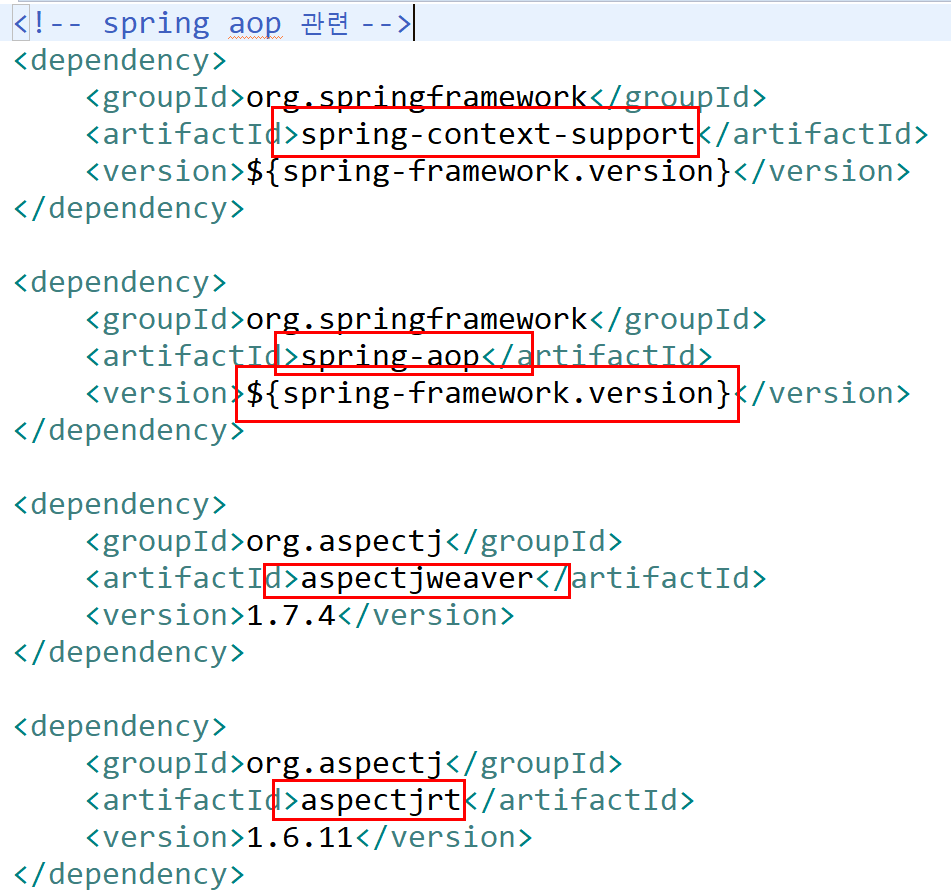 <!-- spring aop 관련 -->
<dependency>
    <groupId>org.springframework</groupId>
    <artifactId>spring-context-support</artifactId>
    <version>${spring-framework.version}</version>
</dependency>

<dependency>
    <groupId>org.springframework</groupId>
    <artifactId>spring-aop</artifactId>
    <version>${spring-framework.version}</version>
</dependency>

<dependency>
    <groupId>org.aspectj</groupId>
    <artifactId>aspectjweaver</artifactId>
    <version>1.7.4</version>
</dependency>

<dependency>
    <groupId>org.aspectj</groupId>
    <artifactId>aspectjrt</artifactId>
    <version>1.6.11</version>
</dependency>